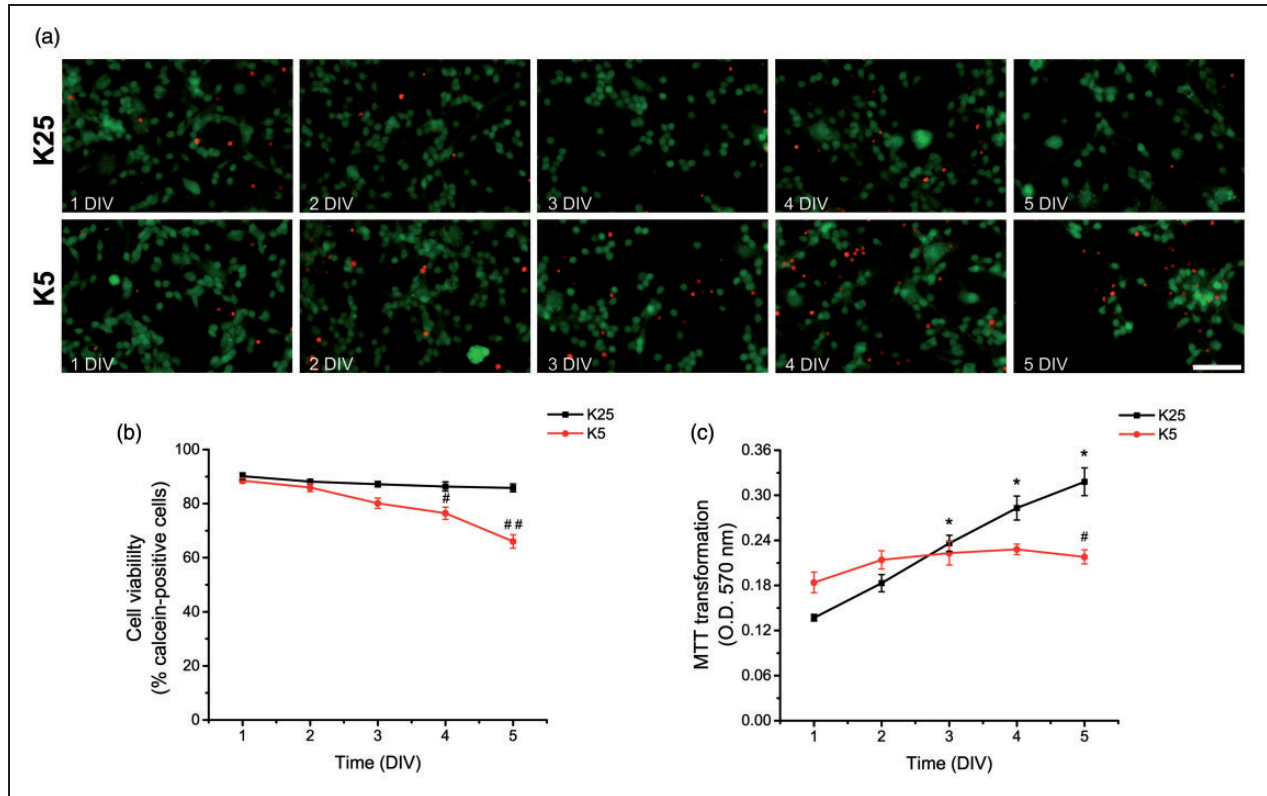 (a)
K25
1 DIV
2 DIV
3 DIV
4 DIV
5 DIV
K5
1 DIV
2 DIV
3 DIV
4 DIV
5 DIV
(b)
K25
K5
100
80
60
40
20
0
#
##
Cell viability
(% calcein-positive cells)
1 2 3 4 5
Time (DIV)
(c)
K25
K5
0.36
0.30
0.24
0.18
0.12
0.06
0.00
*
*
*
#
MTT transformation
(O.D. 570 nm)
1 2 3 4 5
Time (DIV)